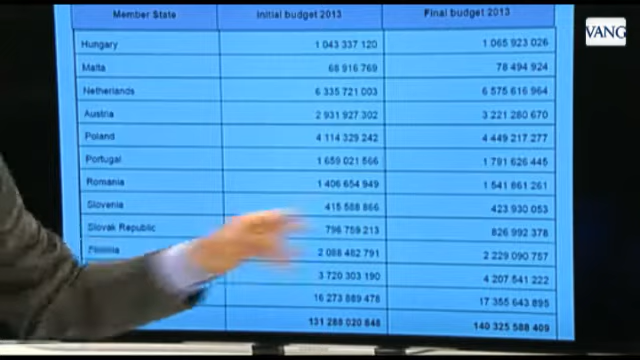 VANG
Member State Initial budget 2013 Final budget 2013
Hungary 1 043 337 120 1 065 923 026
Malta 68 916 769 78 494 924
Netherlands 6 335 721 003 6 575 616 964
Austria 2 931 927 302 3 221 280 670
Poland 4 114 329 242 4 449 217 277
Portugal 1 659 021 566 1 791 626 445
Romania 1 406 654 949 1 541 861 261
Slovenia 415 588 866 423 930 053
Slovak Republic 798 759 213 826 992 378
2 088 482 791 2 229 090 757
3 720 303 190 4 207 541 222
16 273 889 478 17 355 643 895
131 288 020 848 140 325 588 409